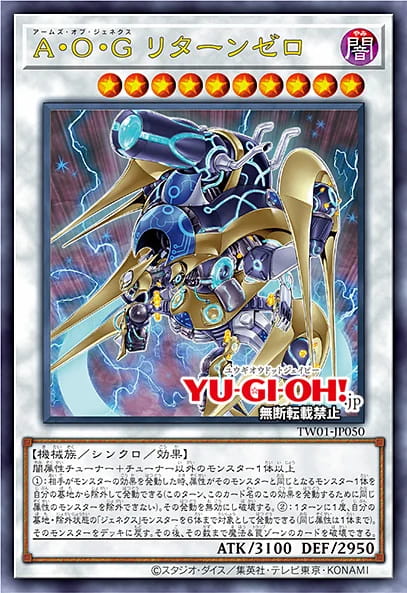 アームズ・オブ・ジェネクス
A・O・G リターンゼロ
やみ
闇
ユウギオウドットジェイピー
YU-GI-OH!.jp
無断転載禁止
TW01-JP050
【機械族／シンクロ／効果】
闇属性チューナー＋チューナー以外のモンスター1体以上
①：相手がモンスターの効果を発動した時、属性がそのモンスターと同じとなるモンスター1体を
自分の墓地から除外して発動できる(このターン、このカード名のこの効果を発動するために同じ
属性のモンスターを除外できない)。その発動を無効にし破壊する。②：1ターンに1度、自分の
墓地・除外状態の「ジェネクス」モンスターを6体まで対象として発動できる(同じ属性は1体まで)。
そのモンスターをデッキに戻す。その後、その数まで魔法＆罠ゾーンのカードを破壊できる。
ATK/3100 DEF/2950
©スタジオ・ダイス／集英社・テレビ東京・KONAMI